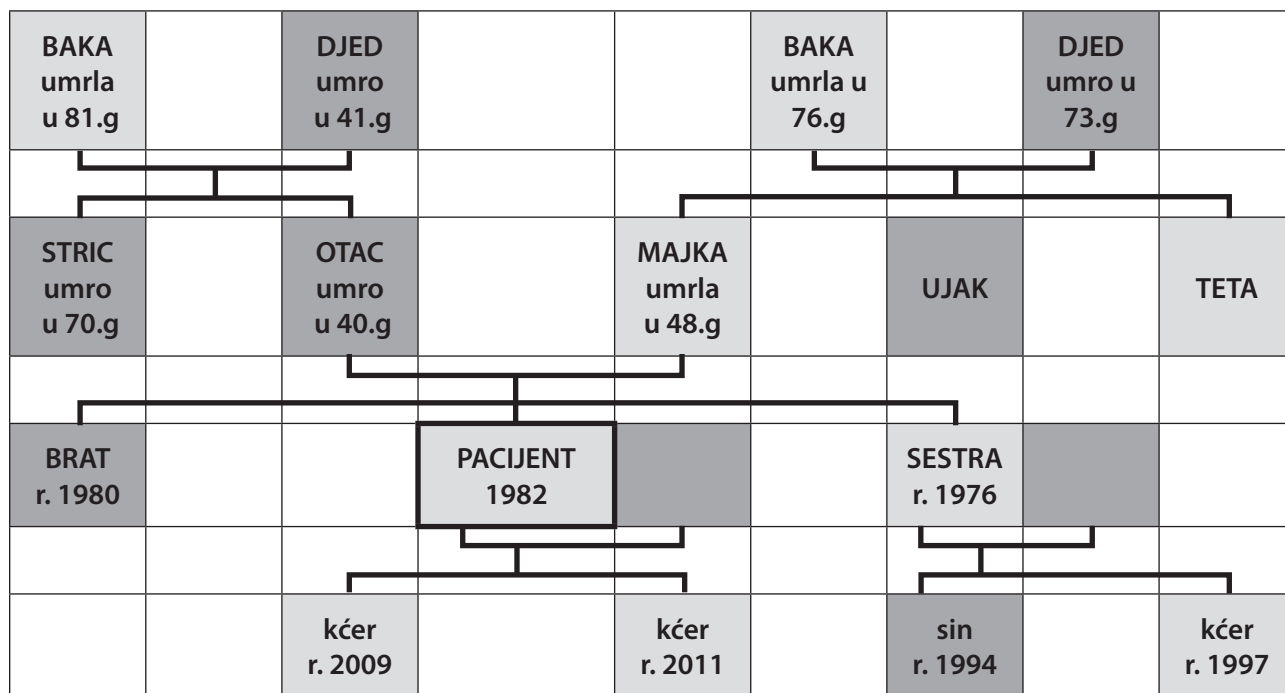 BAKA
umrla
u 81.g
DJED
umro
u 41.g
BAKA
umrla u
76.g
DJED
umro u
73.g
STRIC
umro
u 70.g
OTAC
umro
u 40.g
MAJKA
umrla
u 48.g
UJAK
TETA
BRAT
r. 1980
PACIJENT
1982
SESTRA
r. 1976
kćer
r. 2009
kćer
r. 2011
sin
r. 1994
kćer
r. 1997